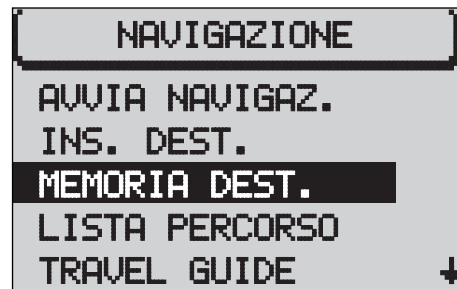 NAVIGAZIONE
AVVIA NAVIGAZ.
INS. DEST.
MEMORIA DEST.
LISTA PERCORSO
TRAVEL GUIDE